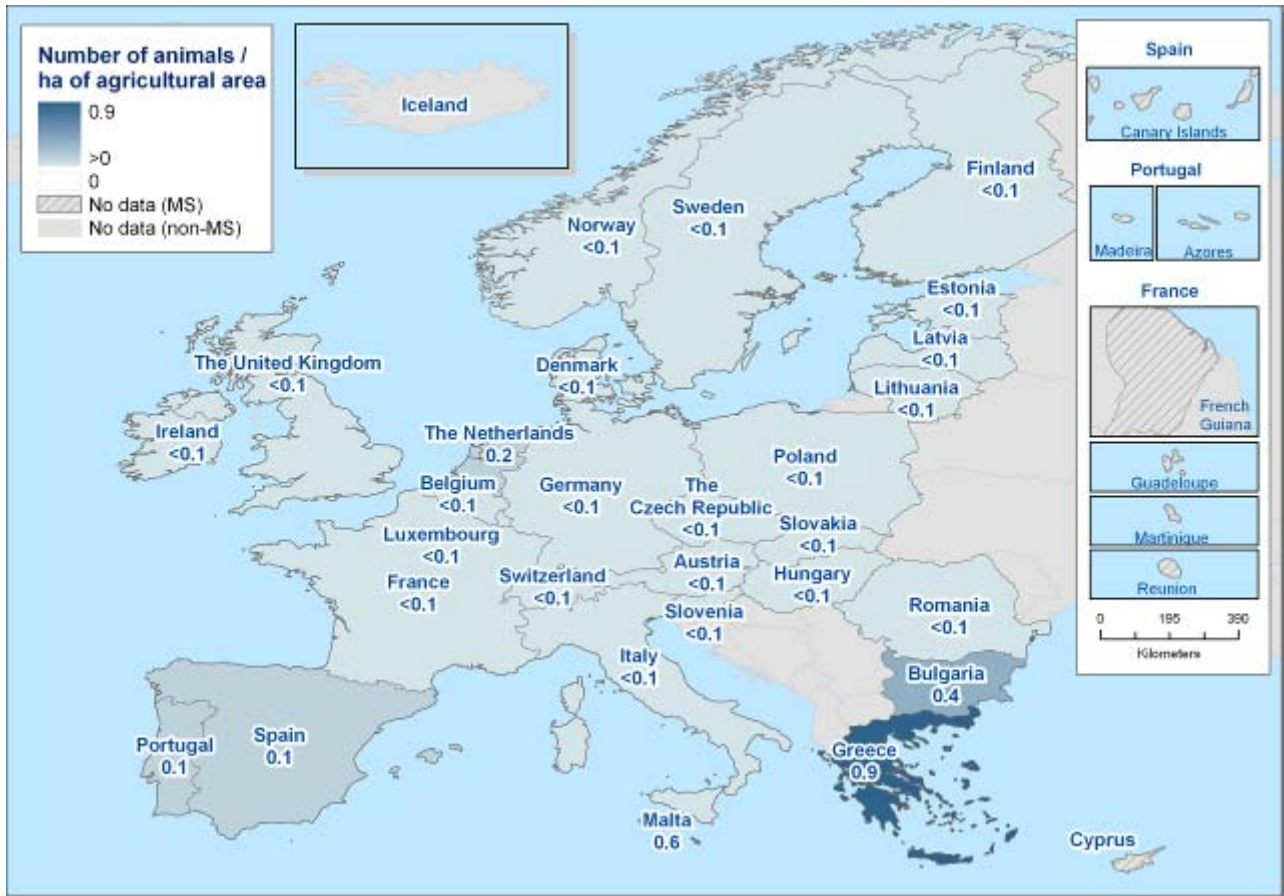 Number of animals /
ha of agricultural area
0.9
>0
0
No data (MS)
No data (non-MS)
Iceland
Finland
<0.1
Sweden
<0.1
Norway
<0.1
Estonia
<0.1
Latvia
<0.1
Lithuania
<0.1
The United Kingdom
<0.1
Denmark
<0.1
Ireland
<0.1
The Netherlands
0.2
Belgium
<0.1
Germany
<0.1
Poland
<0.1
The
Czech Republic
<0.1
Slovakia
<0.1
Luxembourg
<0.1
France
<0.1
Switzerland
<0.1
Austria
<0.1
Hungary
<0.1
Slovenia
<0.1
Romania
<0.1
Italy
<0.1
Bulgaria
0.4
Portugal
0.1
Spain
0.1
Greece
0.9
Malta
0.6
Cyprus
Spain
Canary Islands
Portugal
Madeira
Azores
France
French
Guiana
Guadeloupe
Martinique
Reunion
0 195 390
Kilometers